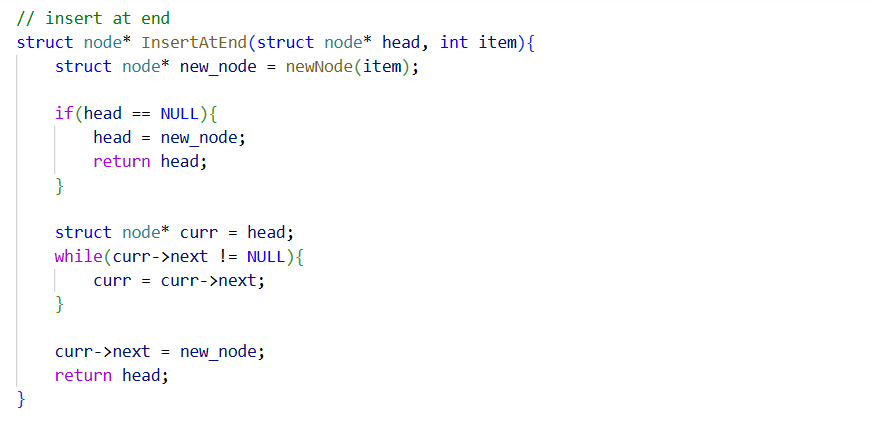 // insert at end
struct node* InsertAtEnd(struct node* head, int item){
    struct node* new_node = newNode(item);

    if(head == NULL){
        head = new_node;
        return head;
    }

    struct node* curr = head;
    while(curr->next != NULL){
        curr = curr->next;
    }

    curr->next = new_node;
    return head;
}